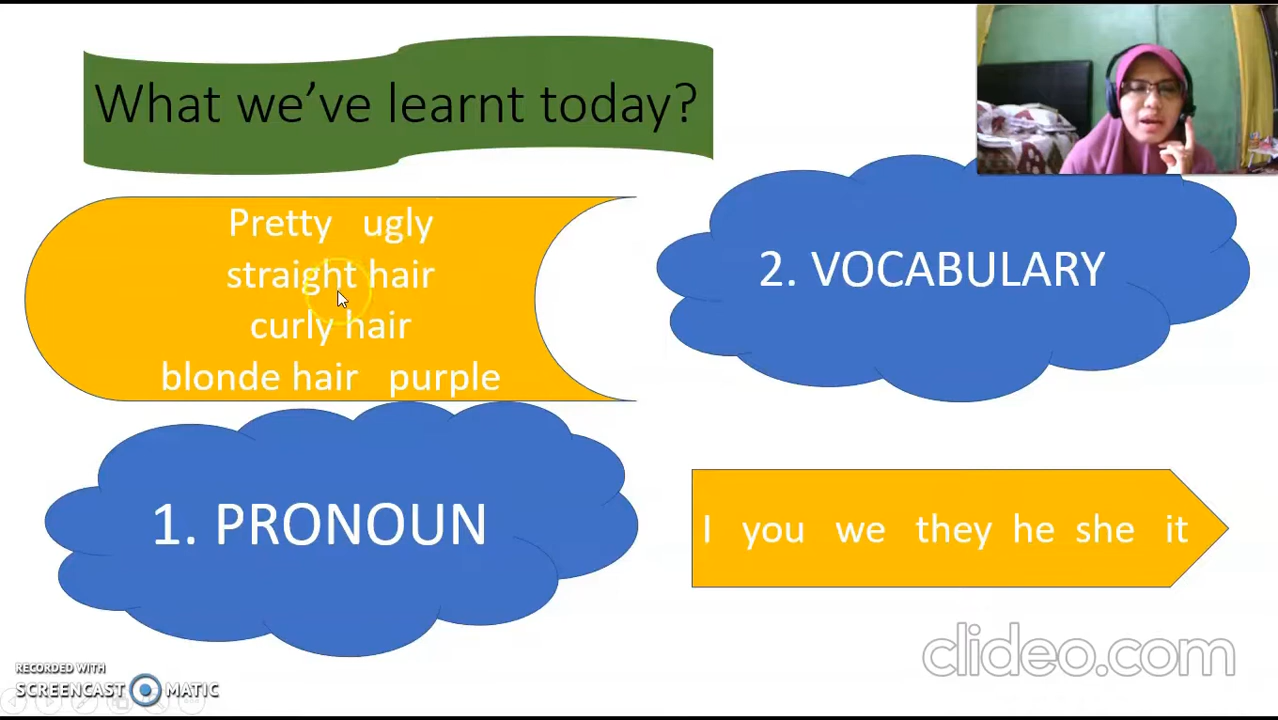 What we've learnt today?
Pretty ugly
straight hair
curly hair
blonde hair purple
2. VOCABULARY
1. PRONOUN
I you we they he she it
clideo.com
RECORDED WITH
SCREENCAST MATIC